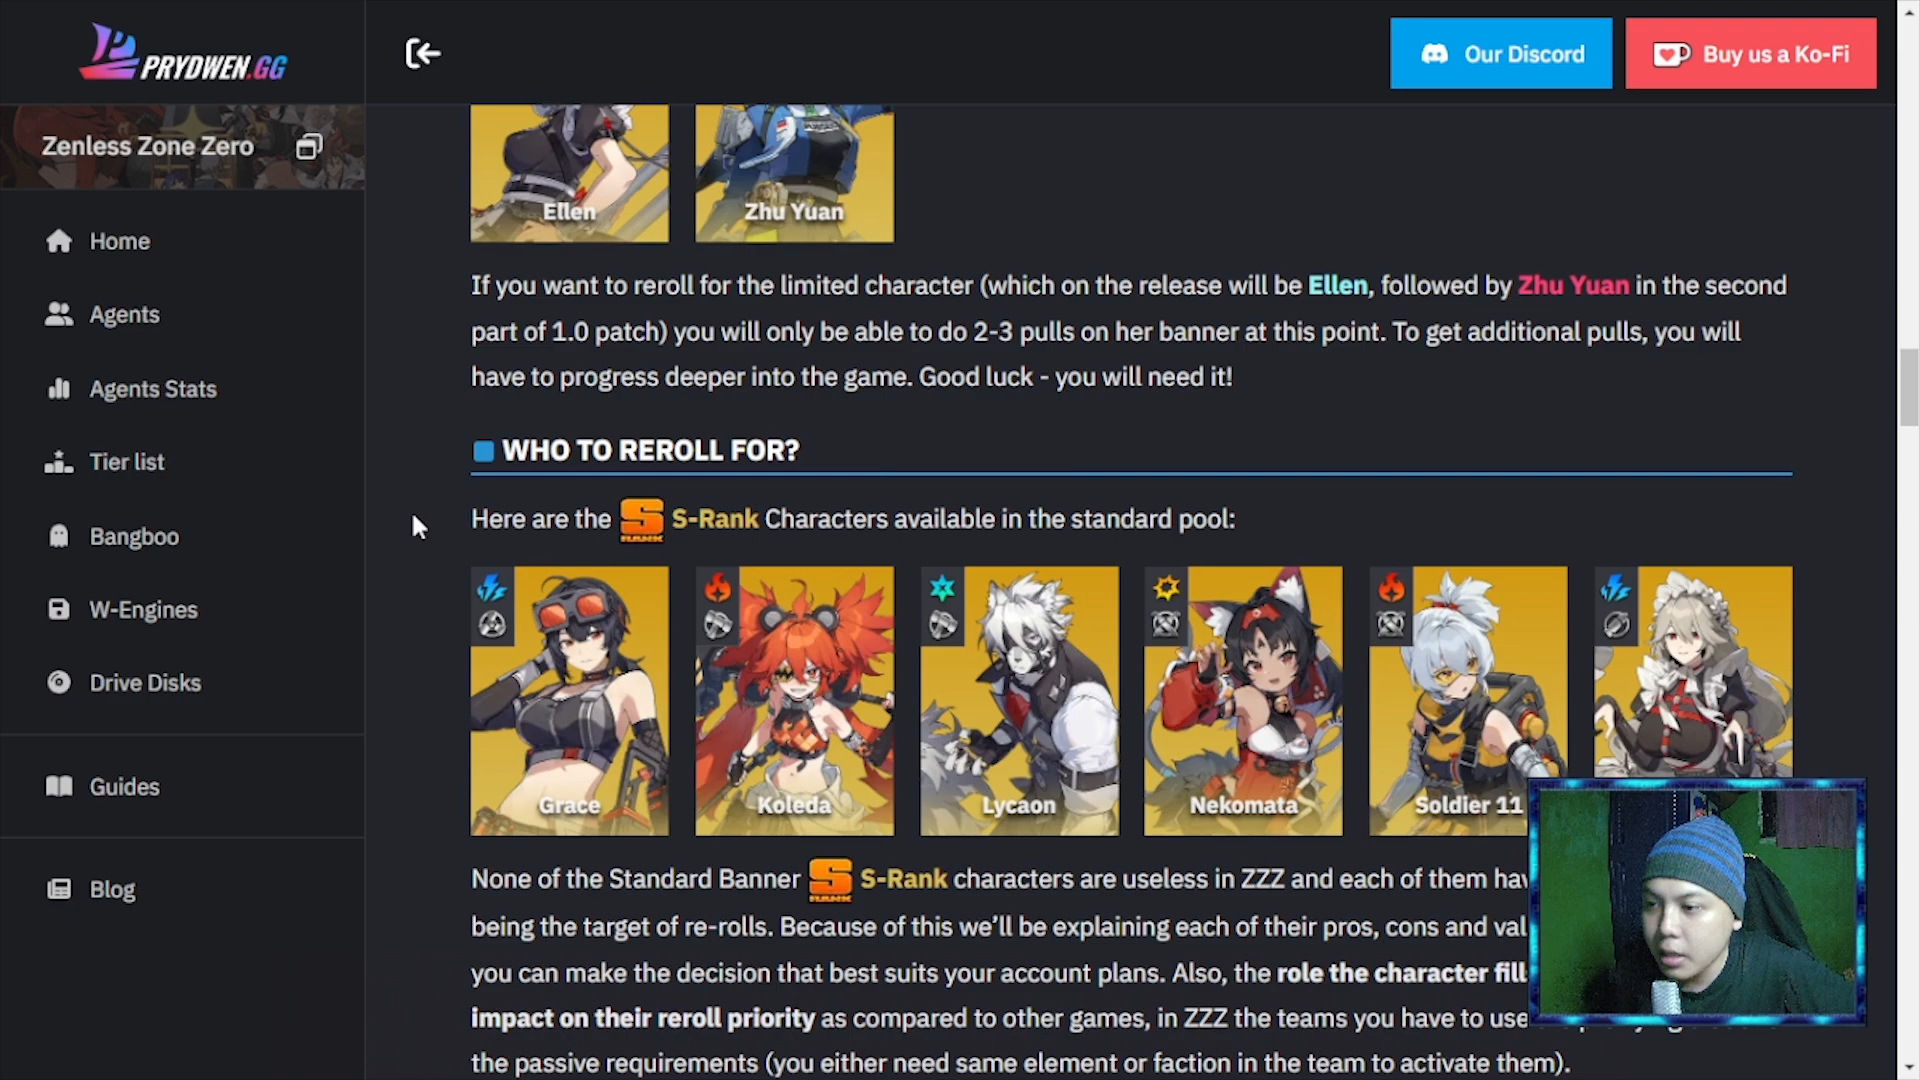 PRYDWEN.GG
Our Discord
Buy us a Ko-Fi
Zenless Zone Zero
Home
Agents
Agents Stats
Tier list
Bangboo
W-Engines
Drive Disks
Guides
Blog
Ellen
Zhu Yuan
If you want to reroll for the limited character (which on the release will be Ellen, followed by Zhu Yuan in the second
part of 1.0 patch) you will only be able to do 2-3 pulls on her banner at this point. To get additional pulls, you will
have to progress deeper into the game. Good luck - you will need it!
WHO TO REROLL FOR?
Here are the S RANK S-Rank Characters available in the standard pool:
Grace
Koleda
Lycaon
Nekomata
Soldier 11
None of the Standard Banner S RANK S-Rank characters are useless in ZZZ and each of them
being the target of re-rolls. Because of this we'll be explaining each of their pros, cons and
you can make the decision that best suits your account plans. Also, the role the character
impact on their reroll priority as compared to other games, in ZZZ the teams you have to use
the passive requirements (you either need same element or faction in the team to activate them).